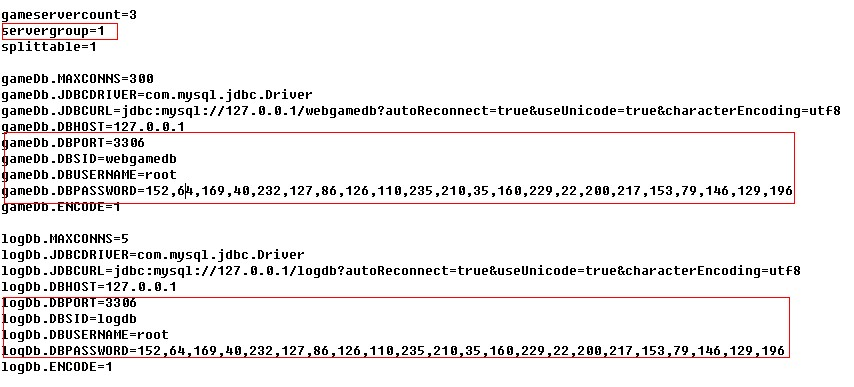 gameservercount=3
servergroup=1
splittable=1
gameDb.MAXCONNS=300
gameDb.JDBCDRIVER=com.mysql.jdbc.Driver
gameDb.JDBCURL=jdbc:mysql://127.0.0.1/webgamedb?autoReconnect=true&useUnicode=true&characterEncoding=utf8
gameDb.DBHOST=127.0.0.1
gameDb.DBPORT=3306
gameDb.DBSID=webgamedb
gameDb.DBUSERNAME=root
gameDb.DBPASSWORD=152,64,169,40,232,127,86,126,110,235,210,35,160,229,22,200,217,153,79,146,129,196
gameDb.ENCODE=1
logDb.MAXCONNS=5
logDb.JDBCDRIVER=com.mysql.jdbc.Driver
logDb.JDBCURL=jdbc:mysql://127.0.0.1/logdb?autoReconnect=true&useUnicode=true&characterEncoding=utf8
logDb.DBHOST=127.0.0.1
logDb.DBPORT=3306
logDb.DBSID=logdb
logDb.DBUSERNAME=root
logDb.DBPASSWORD=152,64,169,40,232,127,86,126,110,235,210,35,160,229,22,200,217,153,79,146,129,196
logDb.ENCODE=1